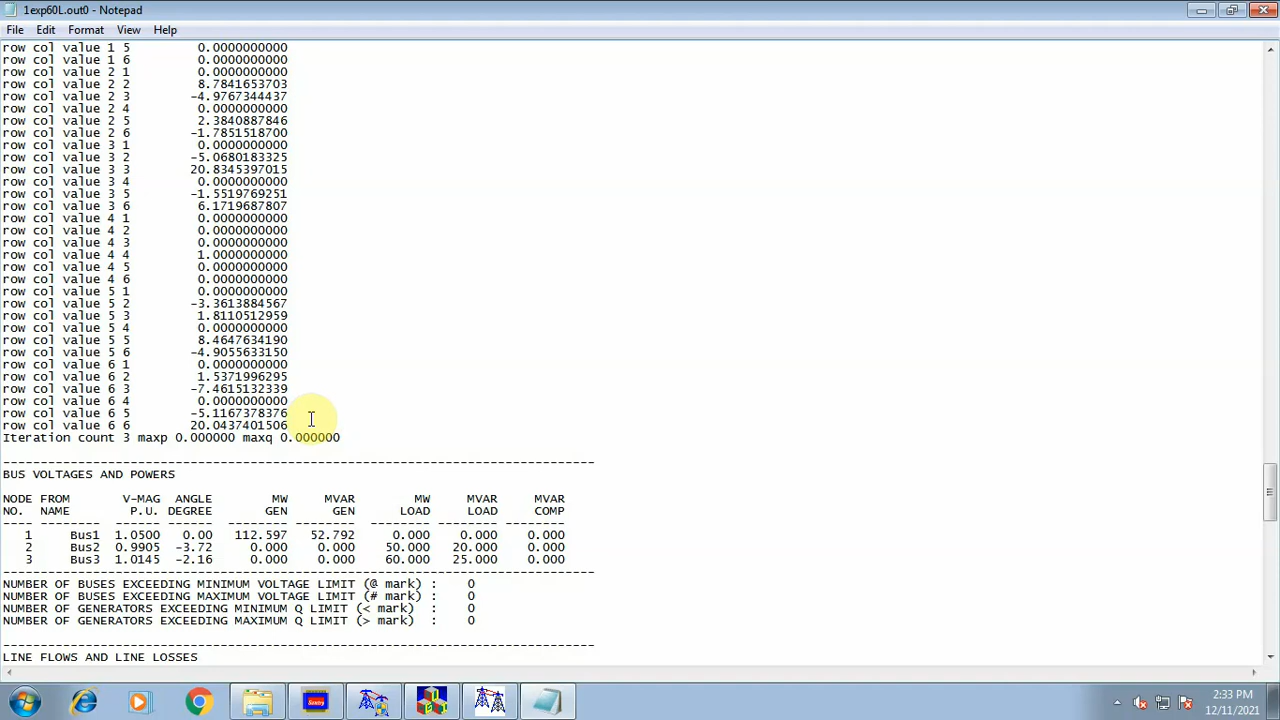 1exp60L.out0 - Notepad
File Edit Format View Help
row col value 1 5 0.0000000000
row col value 1 6 0.0000000000
row col value 2 1 0.0000000000
row col value 2 2 8.7841653703
row col value 2 3 -4.9767344437
row col value 2 4 0.0000000000
row col value 2 5 2.3840887846
row col value 2 6 -1.7851518700
row col value 3 1 0.0000000000
row col value 3 2 -5.0680183325
row col value 3 3 20.8345397015
row col value 3 4 0.0000000000
row col value 3 5 -1.5519769251
row col value 3 6 6.1719687807
row col value 4 1 0.0000000000
row col value 4 2 0.0000000000
row col value 4 3 0.0000000000
row col value 4 4 1.0000000000
row col value 4 5 0.0000000000
row col value 4 6 0.0000000000
row col value 5 1 0.0000000000
row col value 5 2 -3.3613884567
row col value 5 3 1.8110512959
row col value 5 4 0.0000000000
row col value 5 5 8.4647634190
row col value 5 6 -4.9055633150
row col value 6 1 0.0000000000
row col value 6 2 1.5371996295
row col value 6 3 -7.4615132339
row col value 6 4 0.0000000000
row col value 6 5 -5.1167378376
row col value 6 6 20.0437401506
Iteration count 3 maxp 0.000000 maxq 0.000000
-------------------------------------------------------------------------------
BUS VOLTAGES AND POWERS
NODE FROM V-MAG ANGLE MW MVAR MW MVAR MVAR
NO. NAME P.U. DEGREE GEN GEN LOAD LOAD COMP
---- -------- ------ ------ -------- -------- -------- -------- --------
1 Bus1 1.0500 0.00 112.597 52.792 0.000 0.000 0.000
2 Bus2 0.9905 -3.72 0.000 0.000 50.000 20.000 0.000
3 Bus3 1.0145 -2.16 0.000 0.000 60.000 25.000 0.000
-------------------------------------------------------------------------------
NUMBER OF BUSES EXCEEDING MINIMUM VOLTAGE LIMIT (@ mark) : 0
NUMBER OF BUSES EXCEEDING MAXIMUM VOLTAGE LIMIT (# mark) : 0
NUMBER OF GENERATORS EXCEEDING MINIMUM Q LIMIT (< mark) : 0
NUMBER OF GENERATORS EXCEEDING MAXIMUM Q LIMIT (> mark) : 0
-------------------------------------------------------------------------------
LINE FLOWS AND LINE LOSSES
2:33 PM
12/11/2021